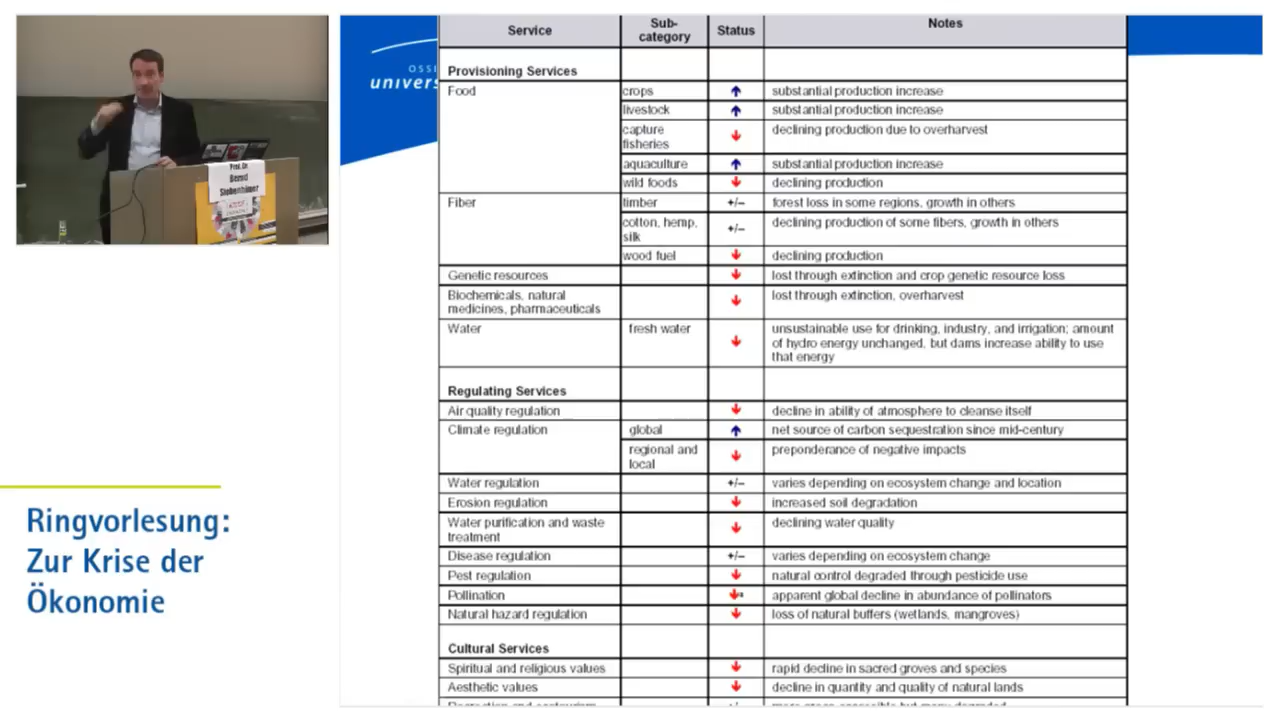 Prof. Dr.
Bernd
Siebenhüner
OSSI
univers
Ringvorlesung:
Zur Krise der
Ökonomie
Service Sub-category Status Notes
Provisioning Services
Food crops substantial production increase
livestock substantial production increase
capture fisheries declining production due to overharvest
aquaculture substantial production increase
wild foods declining production
Fiber timber +/– forest loss in some regions, growth in others
cotton, hemp, silk +/– declining production of some fibers, growth in others
wood fuel declining production
Genetic resources lost through extinction and crop genetic resource loss
Biochemicals, natural medicines, pharmaceuticals lost through extinction, overharvest
Water fresh water unsustainable use for drinking, industry, and irrigation; amount
of hydro energy unchanged, but dams increase ability to use
that energy
Regulating Services
Air quality regulation decline in ability of atmosphere to cleanse itself
Climate regulation global net source of carbon sequestration since mid-century
regional and local preponderance of negative impacts
Water regulation +/– varies depending on ecosystem change and location
Erosion regulation increased soil degradation
Water purification and waste treatment declining water quality
Disease regulation +/– varies depending on ecosystem change
Pest regulation natural control degraded through pesticide use
Pollination apparent global decline in abundance of pollinators
Natural hazard regulation loss of natural buffers (wetlands, mangroves)
Cultural Services
Spiritual and religious values rapid decline in sacred groves and species
Aesthetic values decline in quantity and quality of natural lands